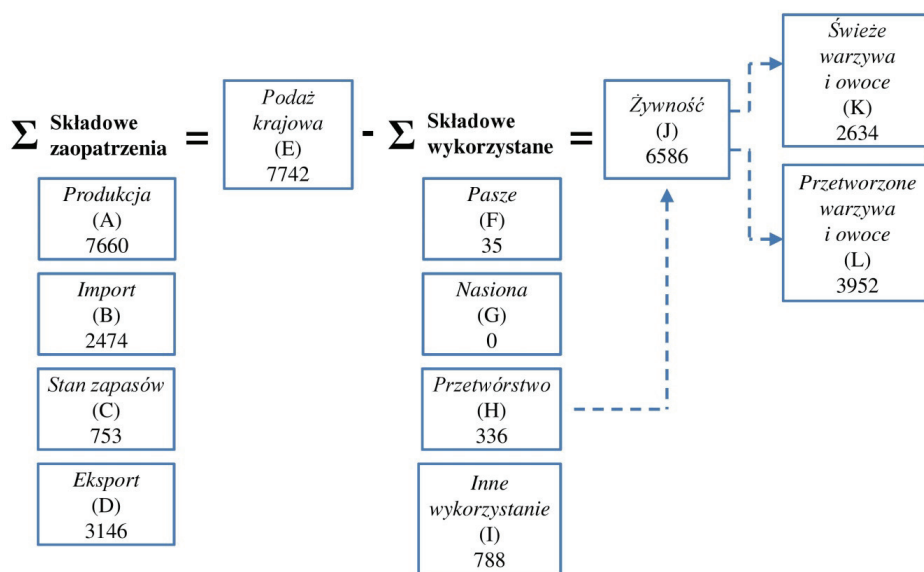 Σ Składowe
zaopatrzenia
=
Podaż
krajowa
(E)
7742
-
Σ Składowe
wykorzystane
=
Żywność
(J)
6586
Świeże
warzywa
i owoce
(K)
2634
Przetworzone
warzywa
i owoce
(L)
3952
Produkcja
(A)
7660
Import
(B)
2474
Stan zapasów
(C)
753
Eksport
(D)
3146
Pasze
(F)
35
Nasiona
(G)
0
Przetwórstwo
(H)
336
Inne
wykorzystanie
(I)
788